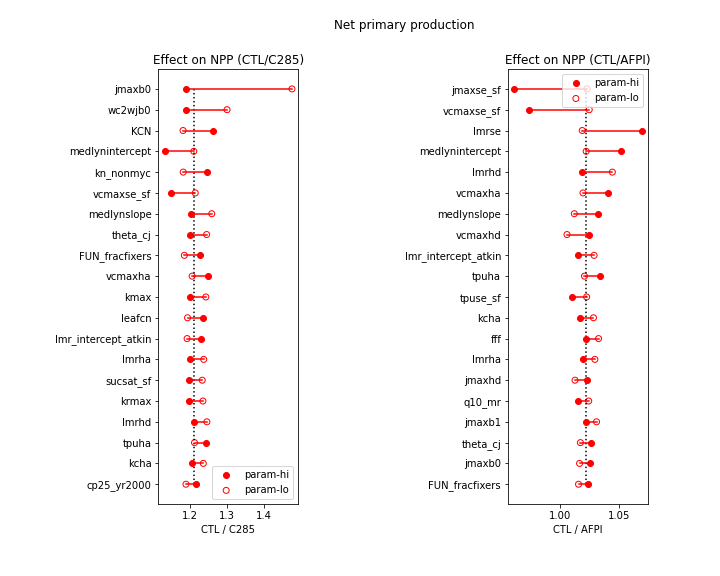 Net primary production
Effect on NPP (CTL/C285)
jmaxb0
wc2wjb0
KCN
medlynintercept
kn_nonmyc
vcmaxse_sf
medlynslope
theta_cj
FUN_fracfixers
vcmaxha
kmax
leafcn
lmr_intercept_atkin
lmrha
sucsat_sf
krmax
lmrhd
tpuha
kcha
cp25_yr2000
param-hi
param-lo
1.2 1.3 1.4
CTL / C285
Effect on NPP (CTL/AFPI)
jmaxse_sf
vcmaxse_sf
lmrse
medlynintercept
lmrhd
vcmaxha
medlynslope
vcmaxhd
lmr_intercept_atkin
tpuha
tpuse_sf
kcha
fff
lmrha
jmaxhd
q10_mr
jmaxb1
theta_cj
jmaxb0
FUN_fracfixers
param-hi
param-lo
1.00 1.05
CTL / AFPI